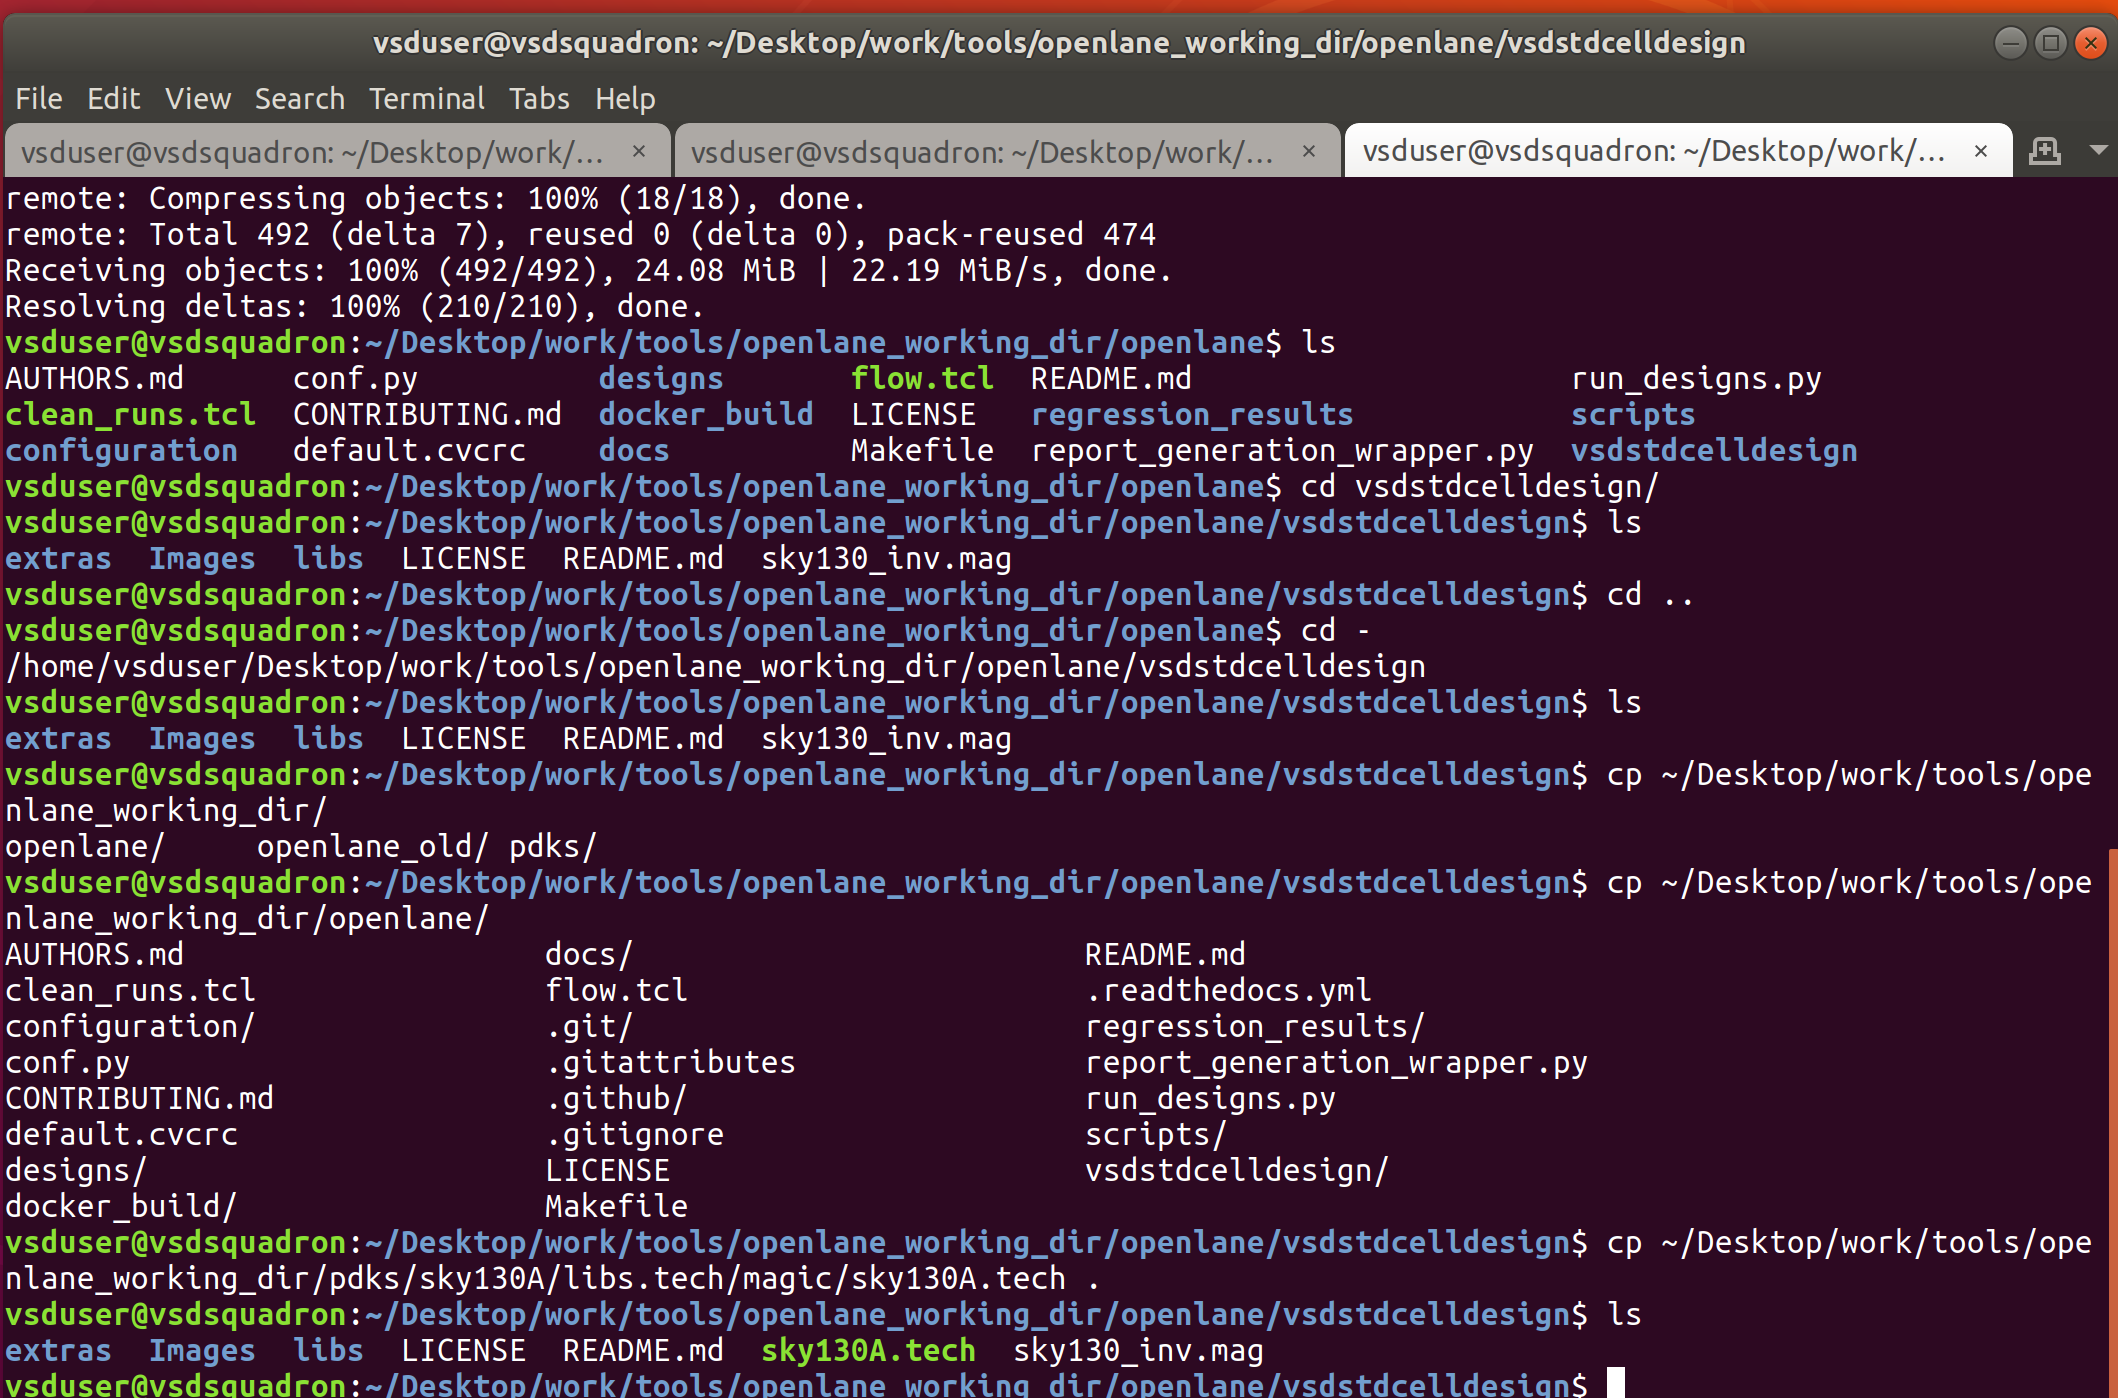 vsduser@vsdsquadron: ~/Desktop/work/tools/openlane_working_dir/openlane/vsdstdcelldesign
File Edit View Search Terminal Tabs Help
vsduser@vsdsquadron: ~/Desktop/work/... × vsduser@vsdsquadron: ~/Desktop/work/... × vsduser@vsdsquadron: ~/Desktop/work/... ×
remote: Compressing objects: 100% (18/18), done.
remote: Total 492 (delta 7), reused 0 (delta 0), pack-reused 474
Receiving objects: 100% (492/492), 24.08 MiB | 22.19 MiB/s, done.
Resolving deltas: 100% (210/210), done.
vsduser@vsdsquadron:~/Desktop/work/tools/openlane_working_dir/openlane$ ls
AUTHORS.md      conf.py          designs       flow.tcl  README.md                     run_designs.py
clean_runs.tcl  CONTRIBUTING.md  docker_build  LICENSE   regression_results            scripts
configuration   default.cvcrc    docs          Makefile  report_generation_wrapper.py  vsdstdcelldesign
vsduser@vsdsquadron:~/Desktop/work/tools/openlane_working_dir/openlane$ cd vsdstdcelldesign/
vsduser@vsdsquadron:~/Desktop/work/tools/openlane_working_dir/openlane/vsdstdcelldesign$ ls
extras  Images  libs  LICENSE  README.md  sky130_inv.mag
vsduser@vsdsquadron:~/Desktop/work/tools/openlane_working_dir/openlane/vsdstdcelldesign$ cd ..
vsduser@vsdsquadron:~/Desktop/work/tools/openlane_working_dir/openlane$ cd -
/home/vsduser/Desktop/work/tools/openlane_working_dir/openlane/vsdstdcelldesign
vsduser@vsdsquadron:~/Desktop/work/tools/openlane_working_dir/openlane/vsdstdcelldesign$ ls
extras  Images  libs  LICENSE  README.md  sky130_inv.mag
vsduser@vsdsquadron:~/Desktop/work/tools/openlane_working_dir/openlane/vsdstdcelldesign$ cp ~/Desktop/work/tools/ope
nlane_working_dir/
openlane/     openlane_old/ pdks/
vsduser@vsdsquadron:~/Desktop/work/tools/openlane_working_dir/openlane/vsdstdcelldesign$ cp ~/Desktop/work/tools/ope
nlane_working_dir/openlane/
AUTHORS.md                    docs/                         README.md
clean_runs.tcl                flow.tcl                      .readthedocs.yml
configuration/                .git/                         regression_results/
conf.py                       .gitattributes                report_generation_wrapper.py
CONTRIBUTING.md               .github/                      run_designs.py
default.cvcrc                 .gitignore                    scripts/
designs/                      LICENSE                       vsdstdcelldesign/
docker_build/                 Makefile
vsduser@vsdsquadron:~/Desktop/work/tools/openlane_working_dir/openlane/vsdstdcelldesign$ cp ~/Desktop/work/tools/ope
nlane_working_dir/pdks/sky130A/libs.tech/magic/sky130A.tech .
vsduser@vsdsquadron:~/Desktop/work/tools/openlane_working_dir/openlane/vsdstdcelldesign$ ls
extras  Images  libs  LICENSE  README.md  sky130A.tech  sky130_inv.mag
vsduser@vsdsquadron:~/Desktop/work/tools/openlane_working_dir/openlane/vsdstdcelldesign$